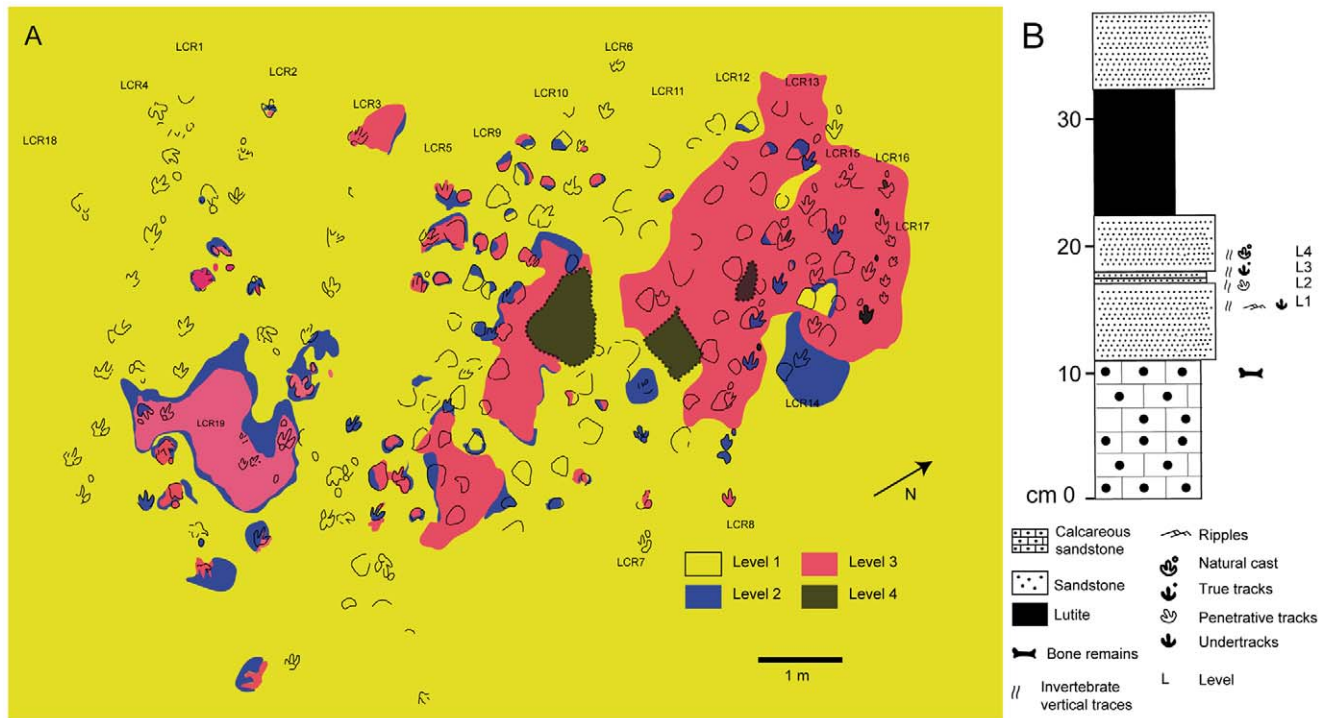 A
LCR1
LCR2
LCR4
LCR18
LCR3
LCR5
LCR9
LCR10
LCR6
LCR11
LCR12
LCR13
LCR15
LCR16
LCR17
LCR14
LCR19
LCR8
LCR7
N
Level 1
Level 3
Level 2
Level 4
1 m
B
30
20
10
cm 0
L4
L3
L2
L1
Calcareous
sandstone
Sandstone
Lutite
Bone remains
Invertebrate
vertical traces
Ripples
Natural cast
True tracks
Penetrative tracks
Undertracks
L Level